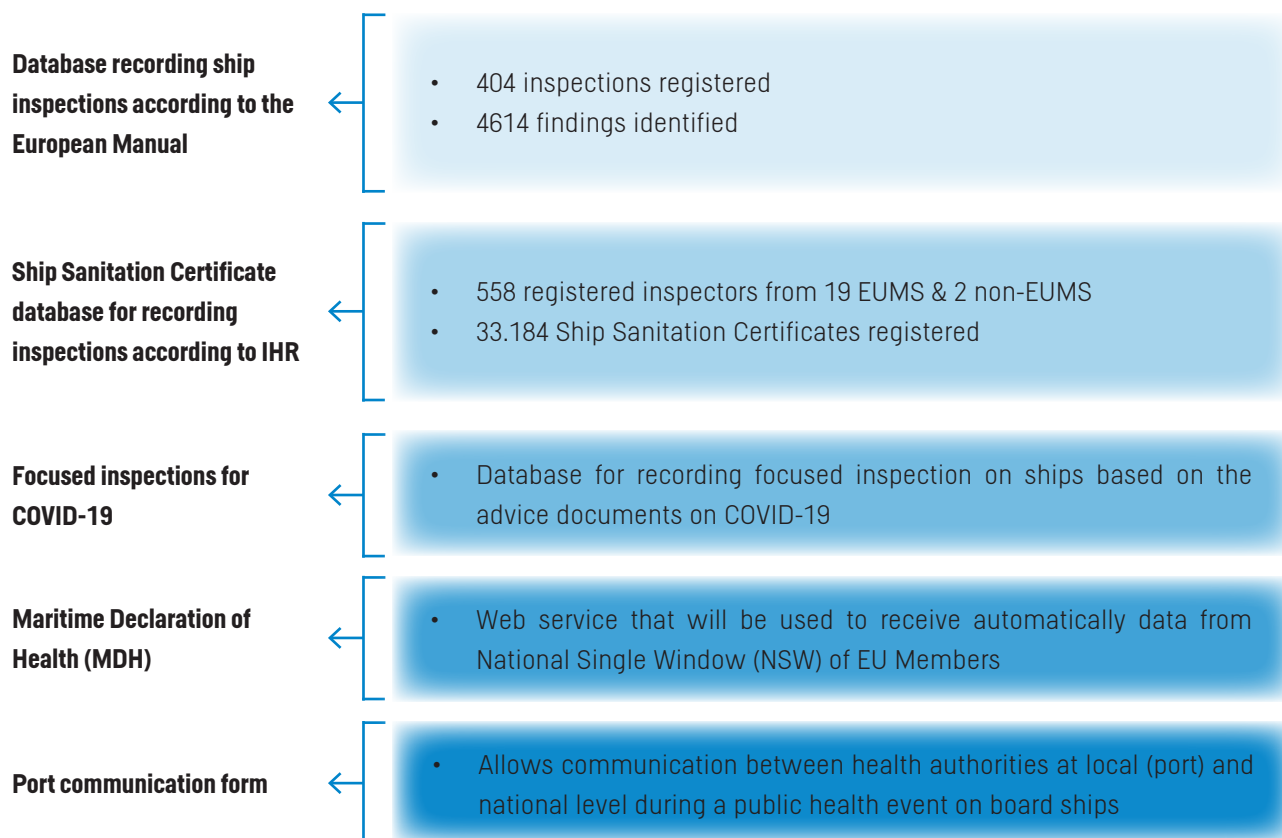 Database recording ship
inspections according to the
European Manual
• 404 inspections registered
• 4614 findings identified
Ship Sanitation Certificate
database for recording
inspections according to IHR
• 558 registered inspectors from 19 EUMS & 2 non-EUMS
• 33.184 Ship Sanitation Certificates registered
Focused inspections for
COVID-19
• Database for recording focused inspection on ships based on the
advice documents on COVID-19
Maritime Declaration of
Health (MDH)
• Web service that will be used to receive automatically data from
National Single Window (NSW) of EU Members
Port communication form
• Allows communication between health authorities at local (port) and
national level during a public health event on board ships